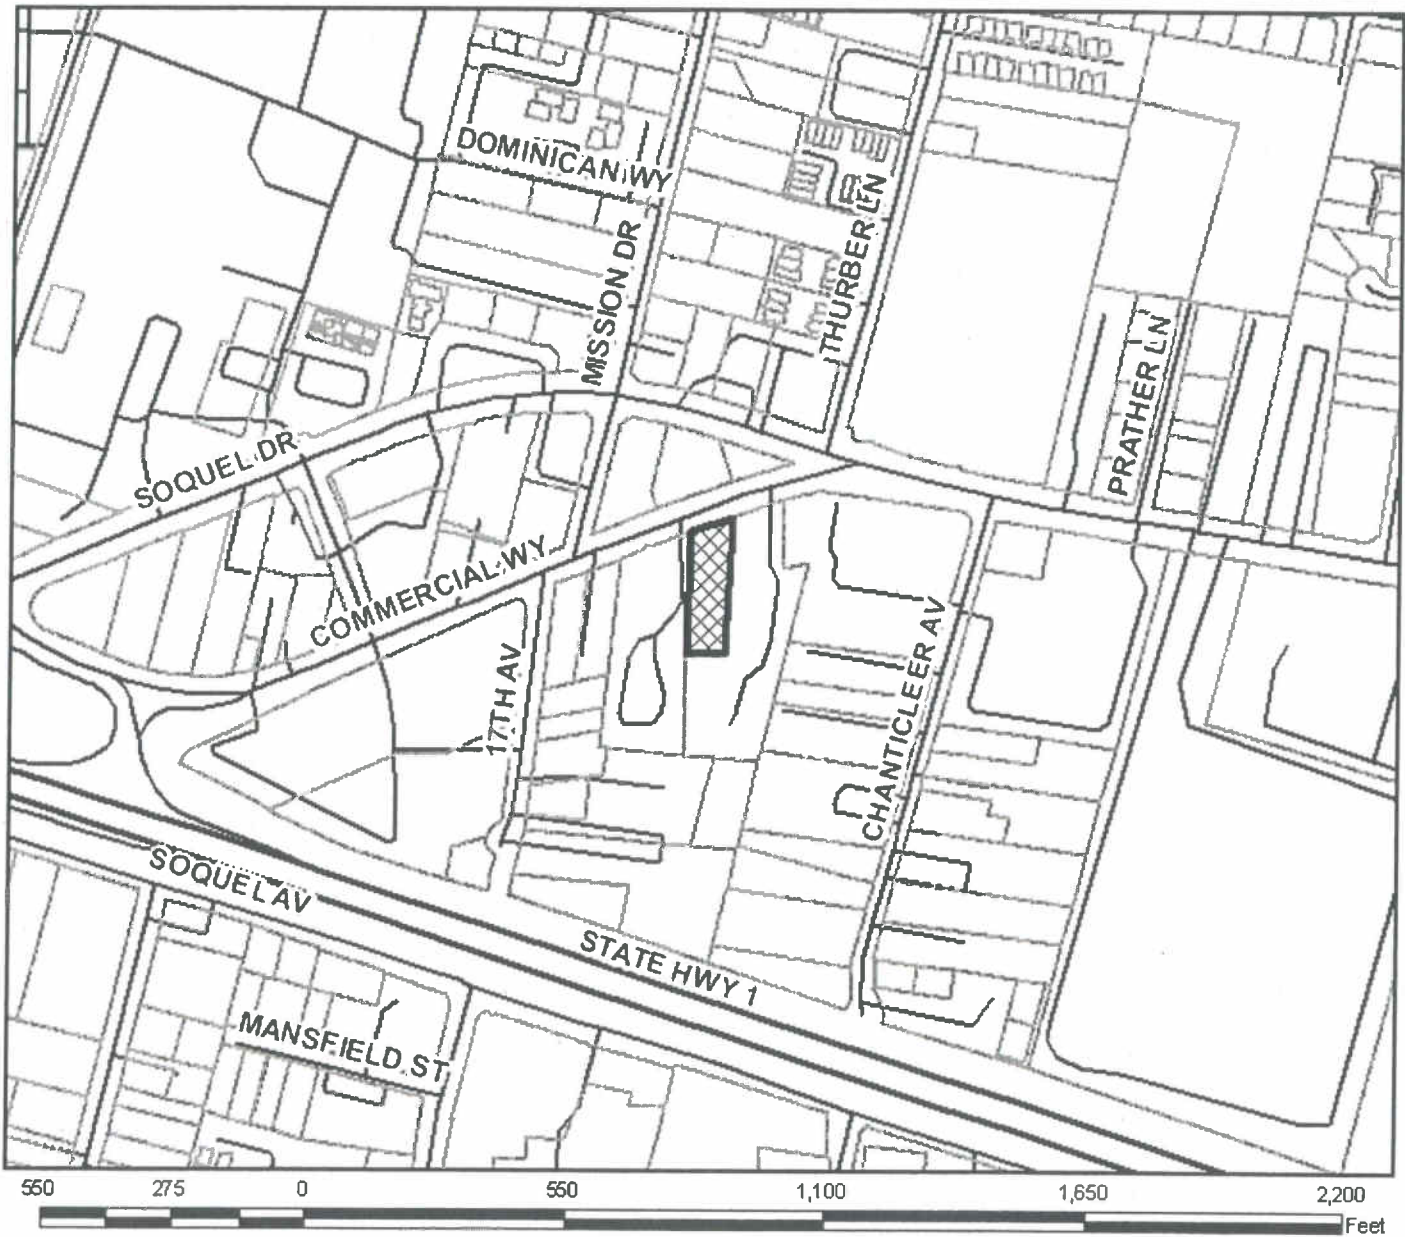 DOMINICAN WY
MISSION DR
THURBER LN
PRATHER LN
SOQUEL DR
COMMERCIAL WY
17TH AV
CHANTICLEER AV
SOQUEL AV
STATE HWY 1
MANSFIELD ST
550 275 0 550 1,100 1,650 2,200
Feet